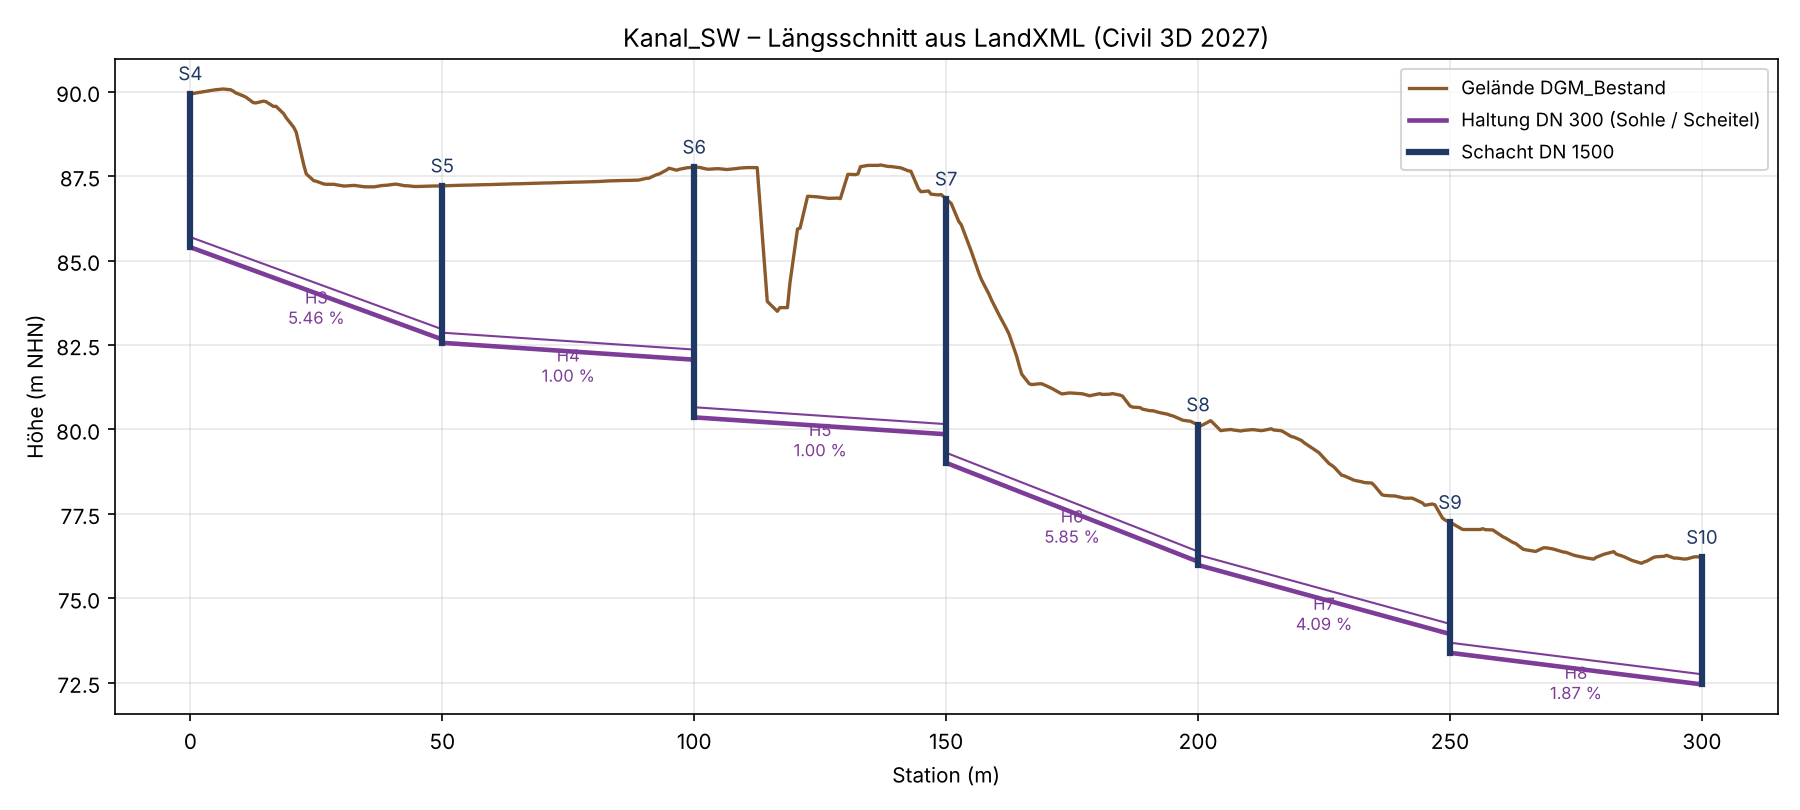 Kanal_SW – Längsschnitt aus LandXML (Civil 3D 2027)
Gelände DGM_Bestand
Haltung DN 300 (Sohle / Scheitel)
Schacht DN 1500
S4
S5
S6
S7
S8
S9
S10
H3
5.46 %
H4
1.00 %
H5
1.00 %
H6
5.85 %
H7
4.09 %
H8
1.87 %
Höhe (m NHN)
90.0
87.5
85.0
82.5
80.0
77.5
75.0
72.5
0
50
100
150
200
250
300
Station (m)